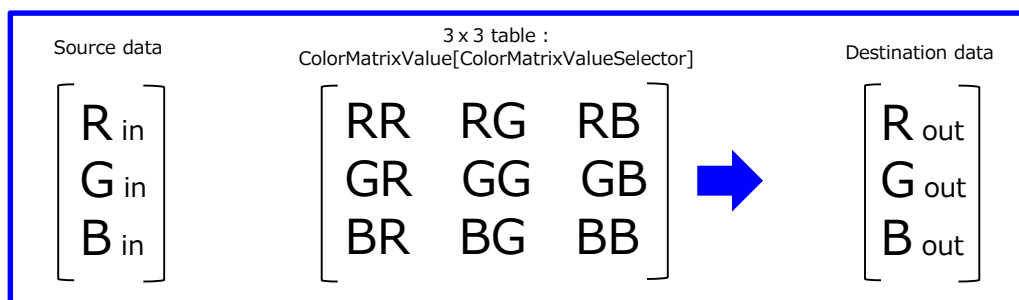 Source data
3 x 3 table :
ColorMatrixValue[ColorMatrixValueSelector]
Destination data
R in
G in
B in
RR RG RB
GR GG GB
BR BG BB
R out
G out
B out